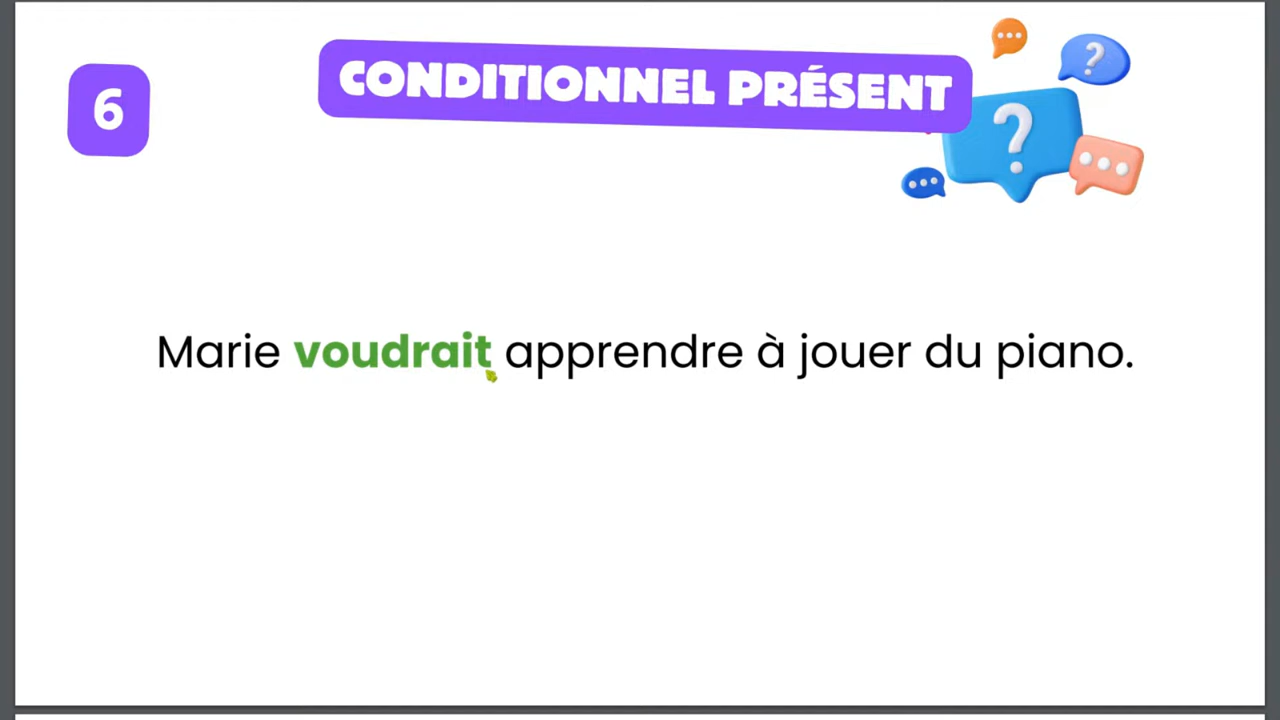 6
CONDITIONNEL PRÉSENT
?
?
Marie voudrait apprendre à jouer du piano.